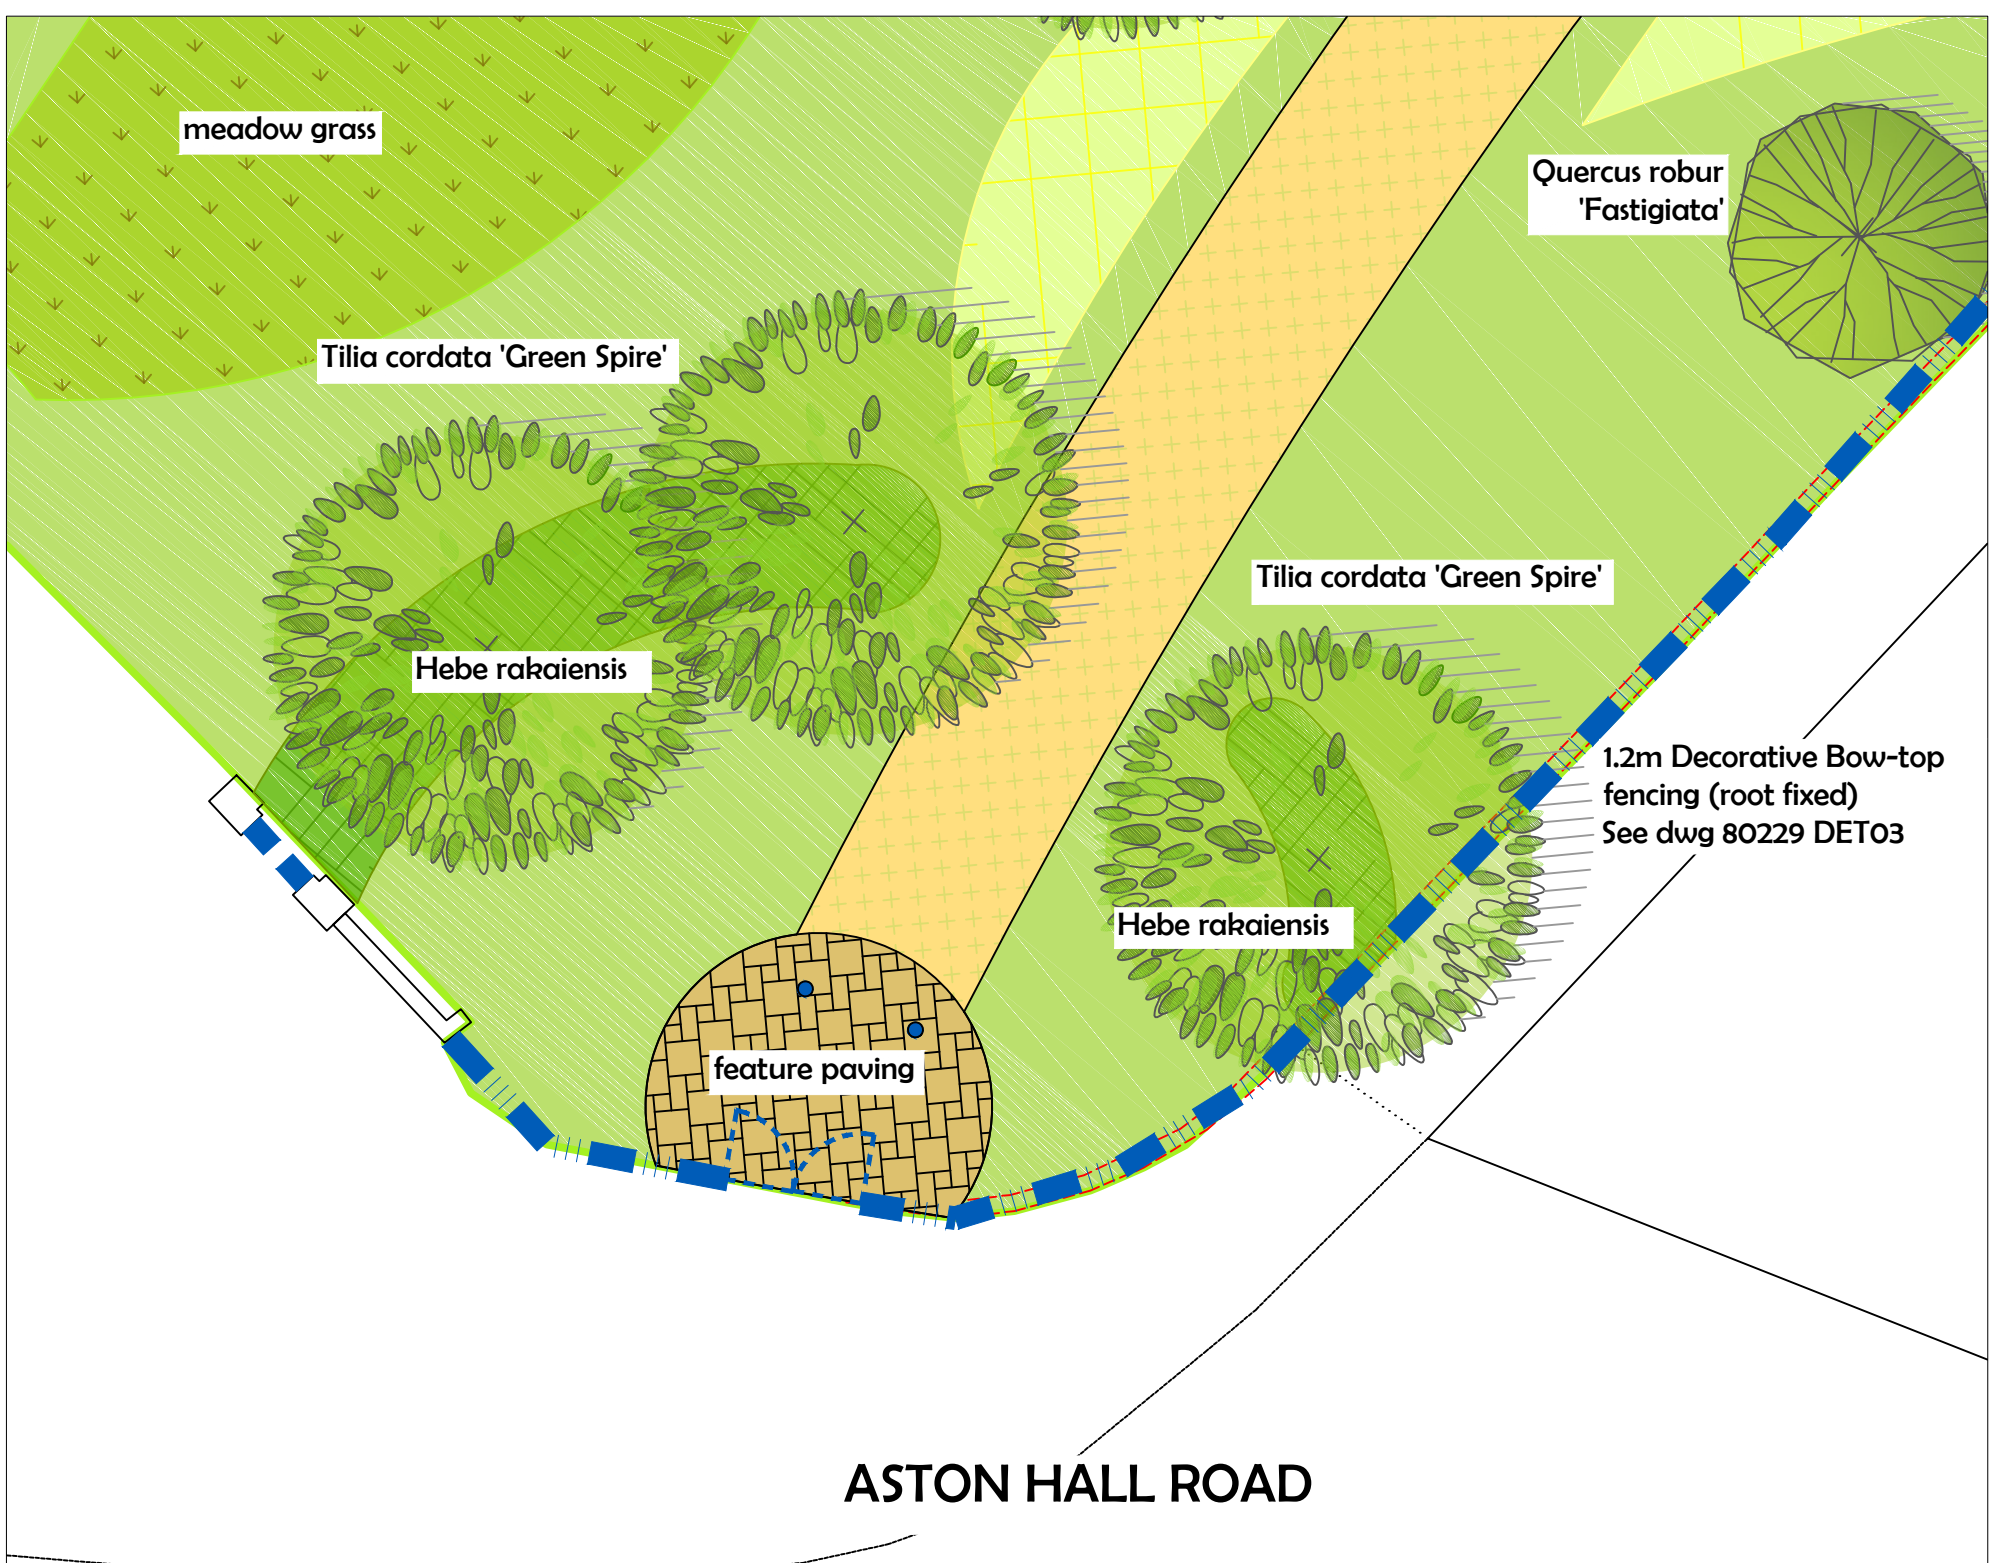 meadow grass
Quercus robur
'Fastigiata'
Tilia cordata 'Green Spire'
Tilia cordata 'Green Spire'
Hebe rakaiensis
1.2m Decorative Bow-top
fencing (root fixed)
See dwg 80229 DET03
Hebe rakaiensis
feature paving
ASTON HALL ROAD